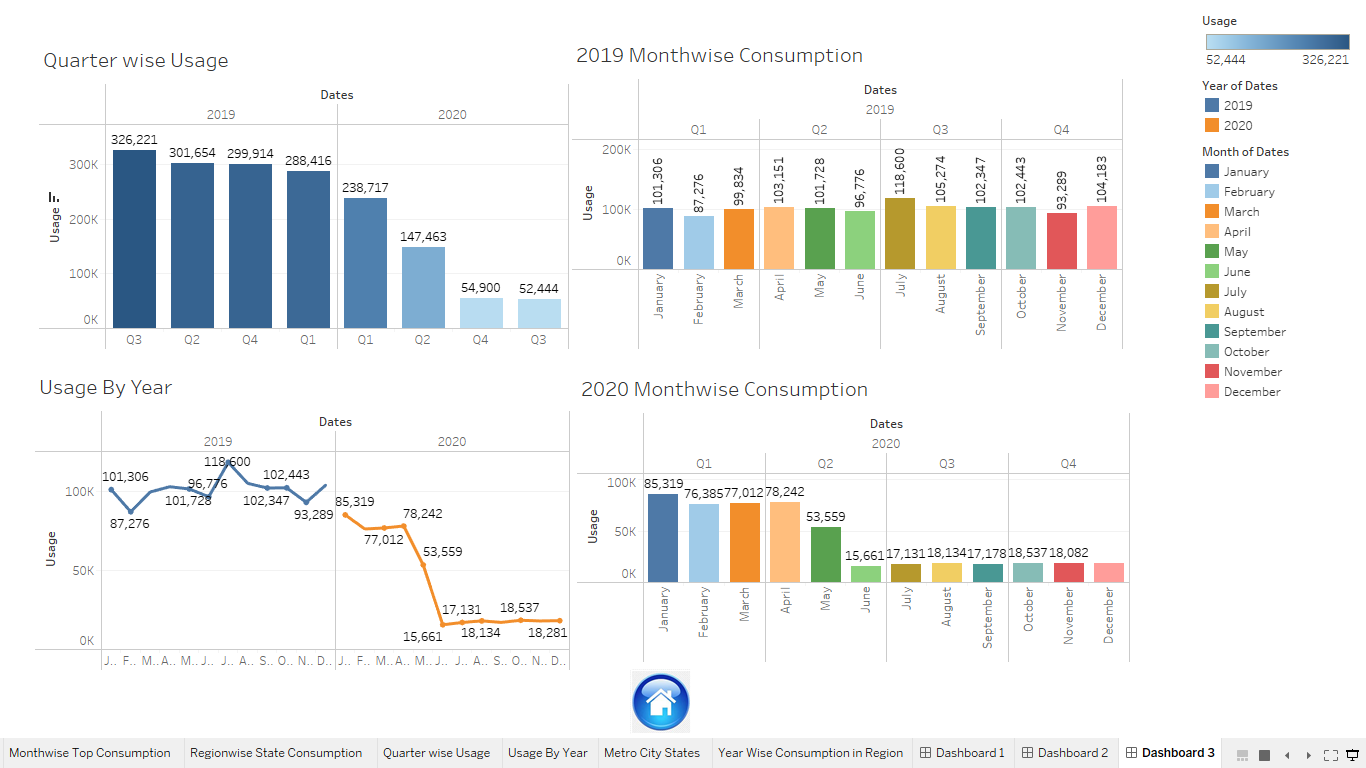 Quarter wise Usage
Dates
2019 2020
326,221
301,654
299,914
288,416
238,717
147,463
54,900
52,444
300K
200K
100K
0K
Usage
Q3 Q2 Q4 Q1 Q1 Q2 Q4 Q3
2019 Monthwise Consumption
Dates
2019
Q1 Q2 Q3 Q4
200K
100K
0K
Usage
101,306
87,276
99,834
103,151
101,728
96,776
118,600
105,274
102,347
102,443
93,289
104,183
January
February
March
April
May
June
July
August
September
October
November
December
Usage
52,444 326,221
Year of Dates
2019
2020
Month of Dates
January
February
March
April
May
June
July
August
September
October
November
December
Usage By Year
Dates
2019 2020
100K
50K
0K
Usage
101,306
87,276
101,728
96,776
118,600
102,347
102,443
93,289
85,319
77,012
78,242
53,559
15,661
17,131
18,134
18,537
18,281
J.. F.. M.. A.. M.. J.. J.. A.. S.. O.. N.. D.. J.. F.. M.. A.. M.. J.. J.. A.. S.. O.. N.. D..
2020 Monthwise Consumption
Dates
2020
Q1 Q2 Q3 Q4
100K
50K
0K
Usage
85,319
76,385
77,012
78,242
53,559
15,661
17,131
18,134
17,178
18,537
18,082
January
February
March
April
May
June
July
August
September
October
November
December
Monthwise Top Consumption Regionwise State Consumption Quarter wise Usage Usage By Year Metro City States Year Wise Consumption in Region Dashboard 1 Dashboard 2 Dashboard 3